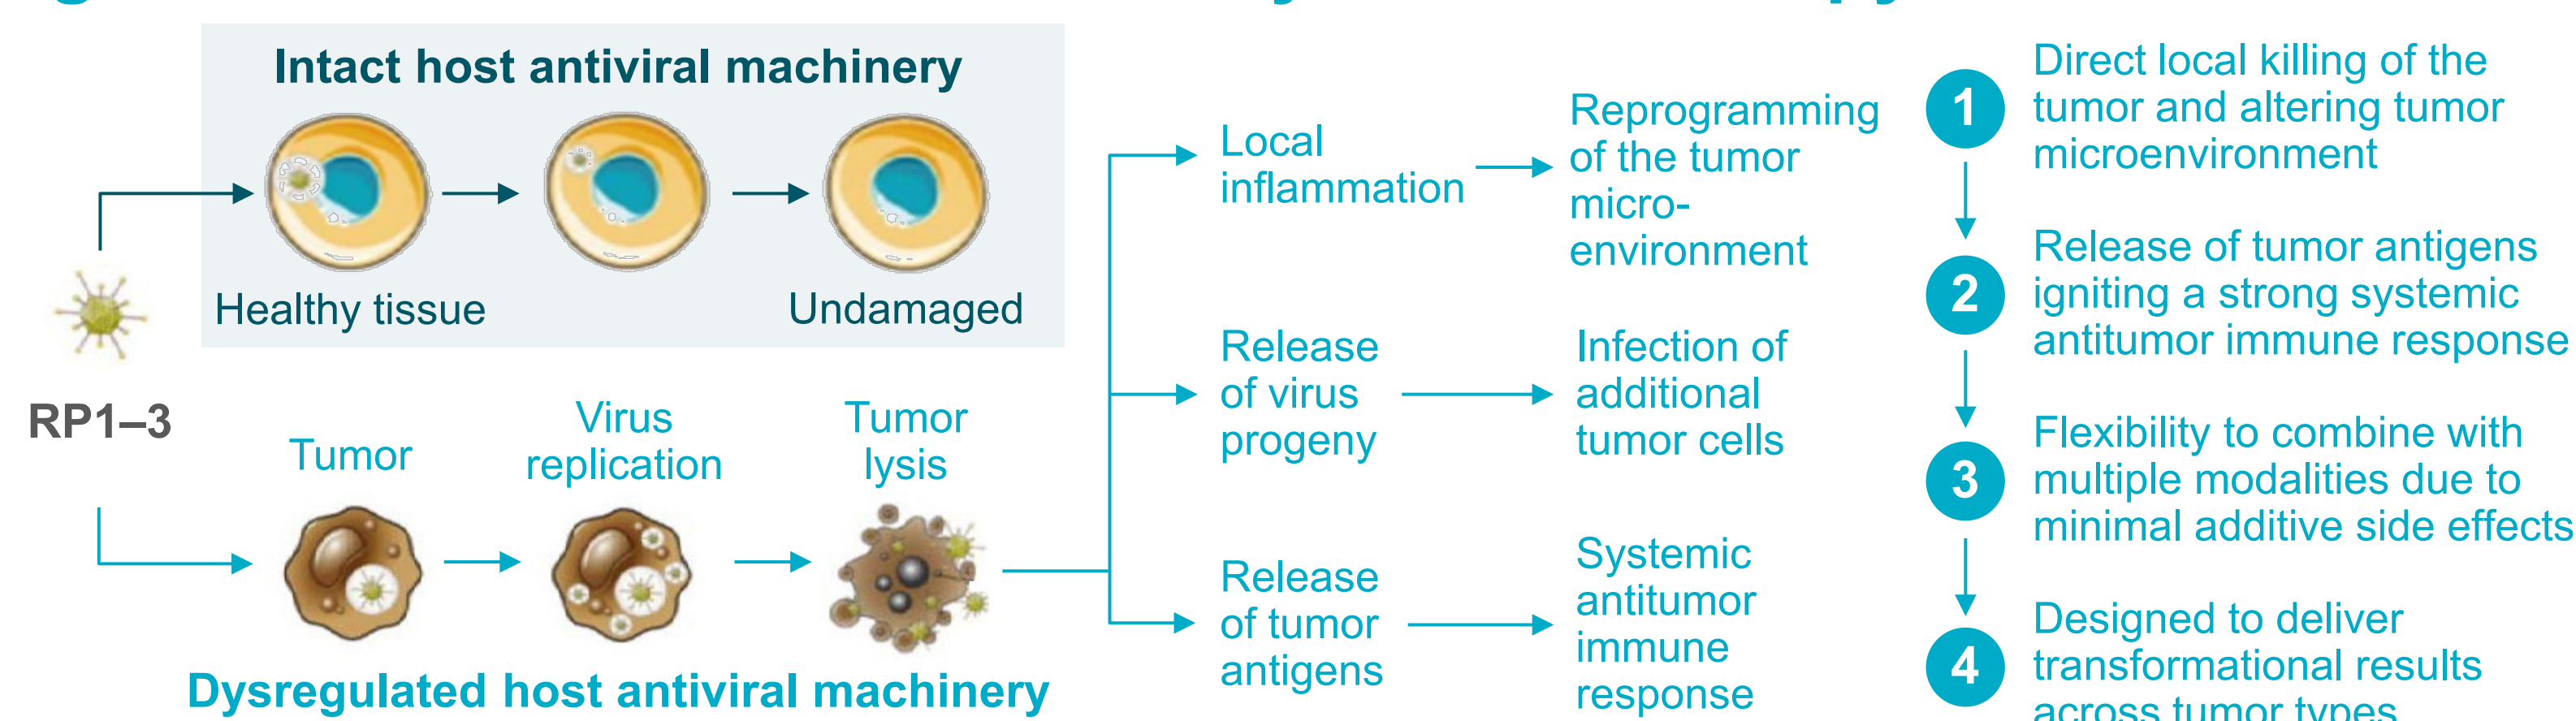 Intact host antiviral machinery
Healthy tissue
Undamaged
RP1–3
Tumor
Virus
replication
Tumor
lysis
Dysregulated host antiviral machinery
Local
inflammation
Reprogramming
of the tumor
micro-
environment
Release
of virus
progeny
Infection of
additional
tumor cells
Release
of tumor
antigens
Systemic
antitumor
immune
response
1
Direct local killing of the
tumor and altering tumor
microenvironment
2
Release of tumor antigens
igniting a strong systemic
antitumor immune response
3
Flexibility to combine with
multiple modalities due to
minimal additive side effects
4
Designed to deliver
transformational results
across tumor types